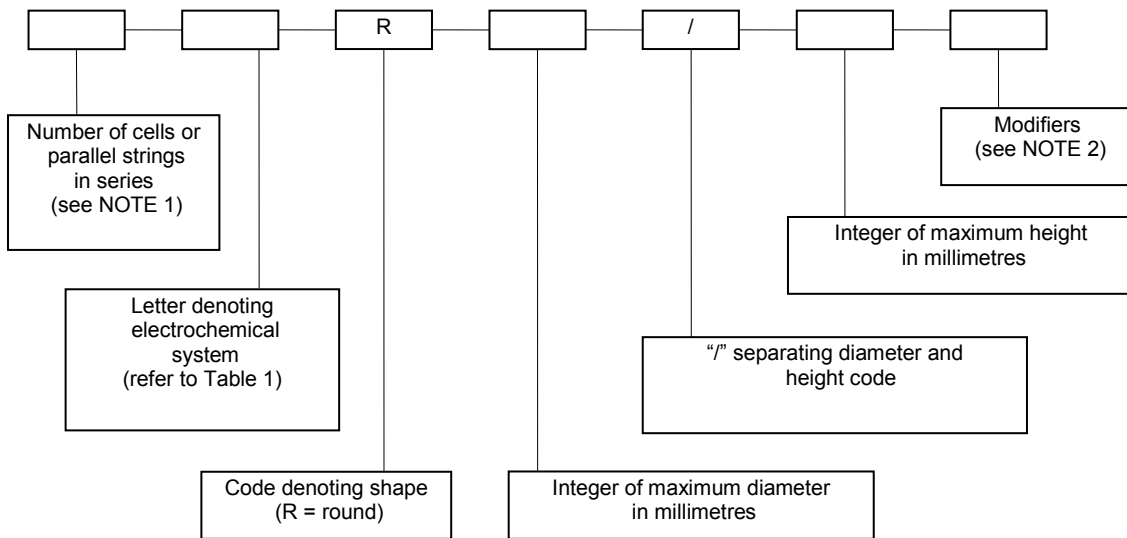 R
/
Number of cells or
parallel strings
in series
(see NOTE 1)
Modifiers
(see NOTE 2)
Integer of maximum height
in millimetres
Letter denoting
electrochemical
system
(refer to Table 1)
“/” separating diameter and
height code
Code denoting shape
(R = round)
Integer of maximum diameter
in millimetres